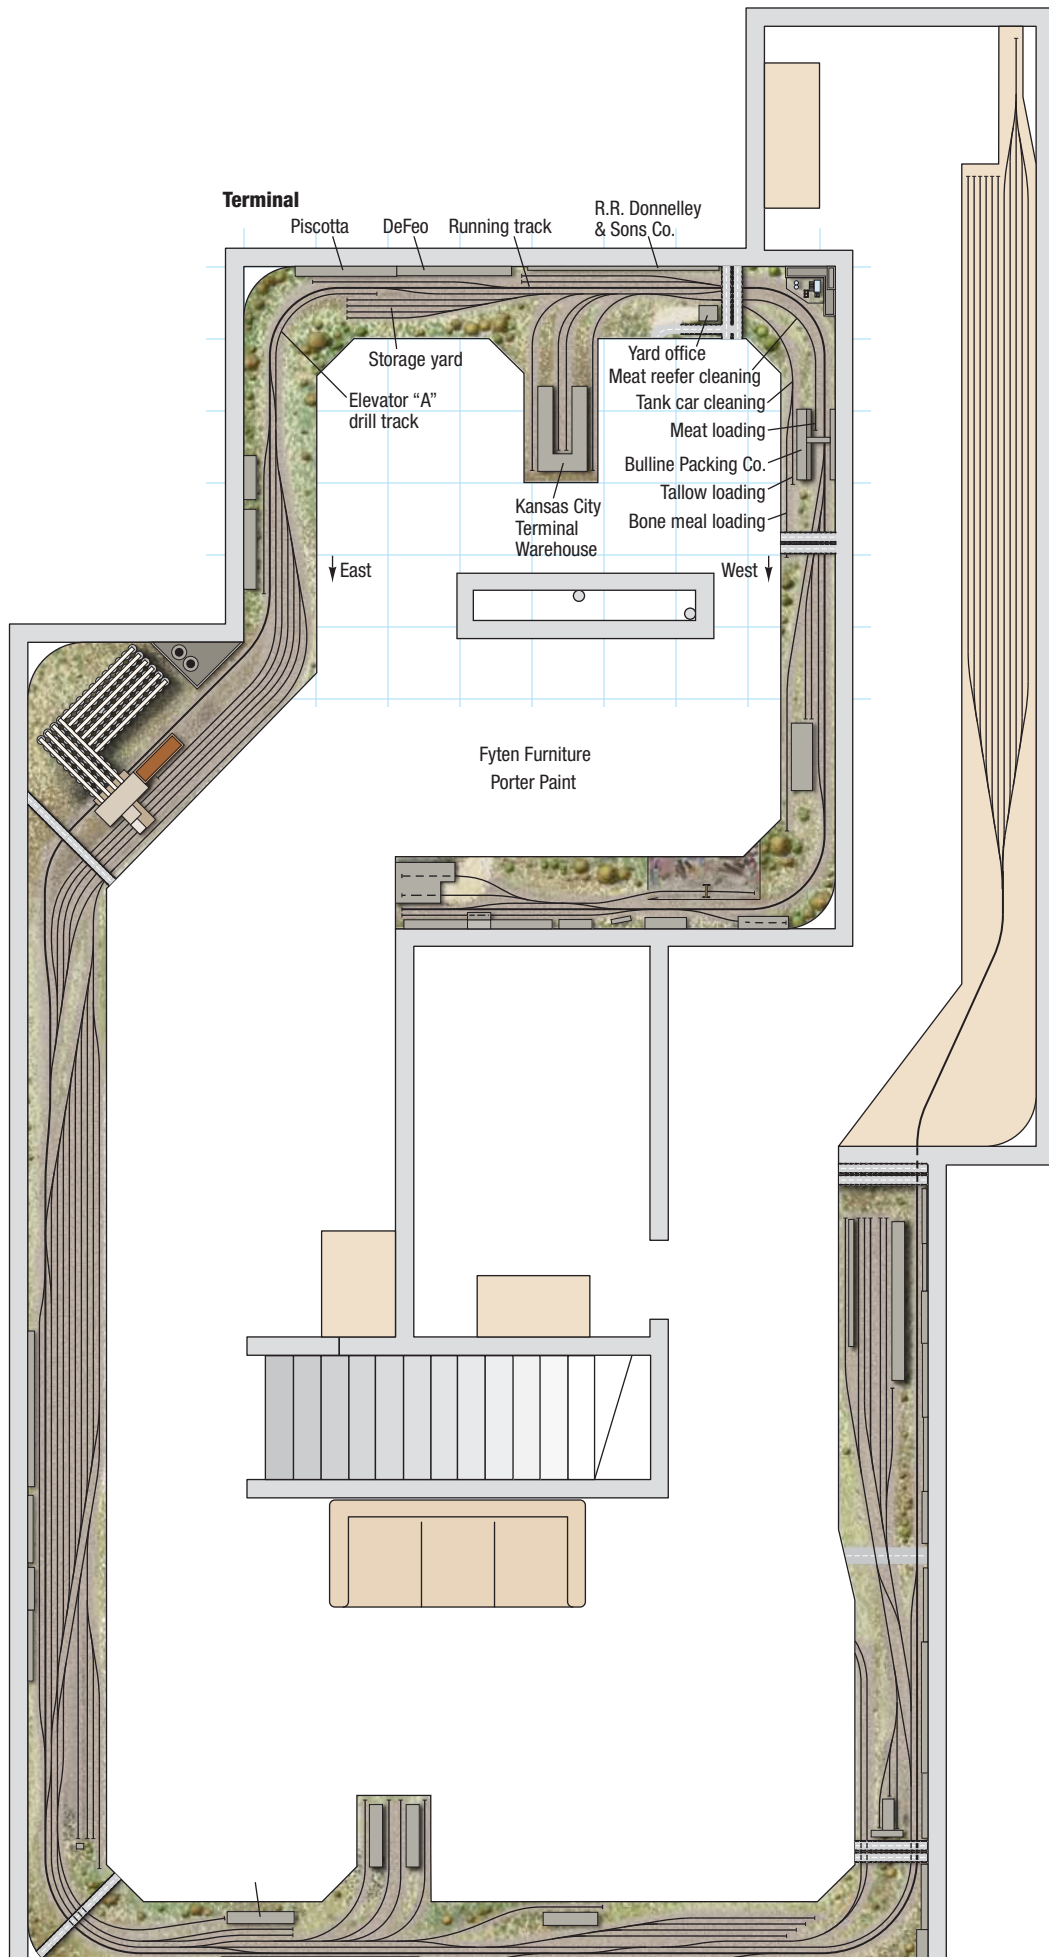 Terminal
Piscotta
DeFeo
Running track
R.R. Donnelley
& Sons Co.
Storage yard
Elevator “A”
drill track
Yard office
Meat reefer cleaning
Tank car cleaning
Meat loading
Bulline Packing Co.
Tallow loading
Bone meal loading
Kansas City
Terminal
Warehouse
East
West
Fyten Furniture
Porter Paint